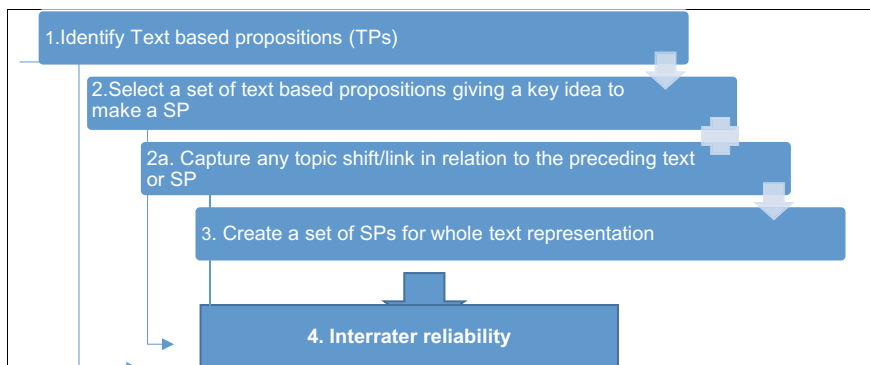 1.Identify Text based propositions (TPs)
2.Select a set of text based propositions giving a key idea to
make a SP
2a. Capture any topic shift/link in relation to the preceding text
or SP
3. Create a set of SPs for whole text representation
4. Interrater reliability